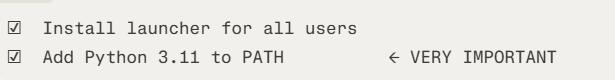 ☑ Install launcher for all users
☑ Add Python 3.11 to PATH ← VERY IMPORTANT